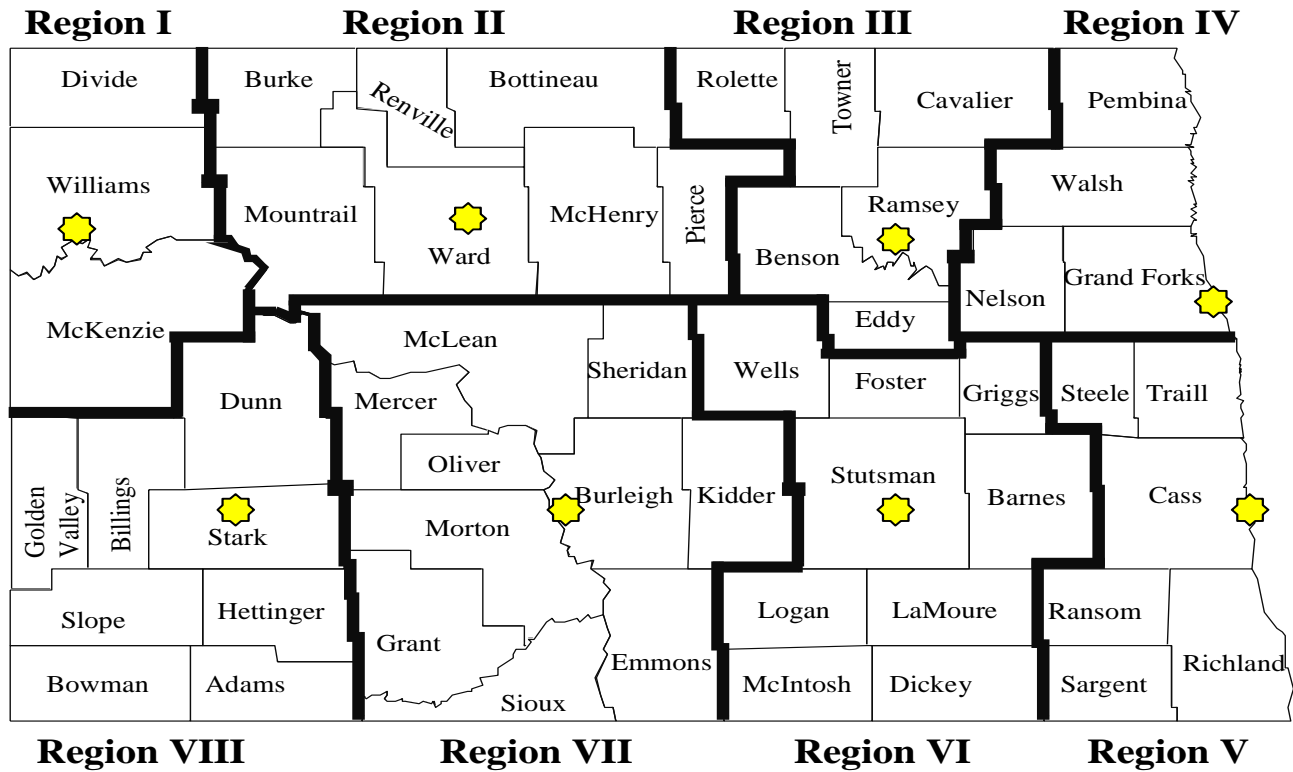 Region I
Region II
Region III
Region IV
Divide
Burke
Renville
Bottineau
Rolette
Towner
Cavalier
Pembina
Williams
Mountrail
Ward
McHenry
Pierce
Benson
Ramsey
Walsh
Nelson
Grand Forks
McKenzie
McLean
Sheridan
Wells
Eddy
Foster
Griggs
Steele
Traill
Dunn
Mercer
Oliver
Golden
Valley
Billings
Stark
Morton
Burleigh
Kidder
Stutsman
Barnes
Cass
Slope
Hettinger
Grant
Emmons
Logan
LaMoure
Ransom
Richland
Bowman
Adams
Sioux
McIntosh
Dickey
Sargent
Region VIII
Region VII
Region VI
Region V